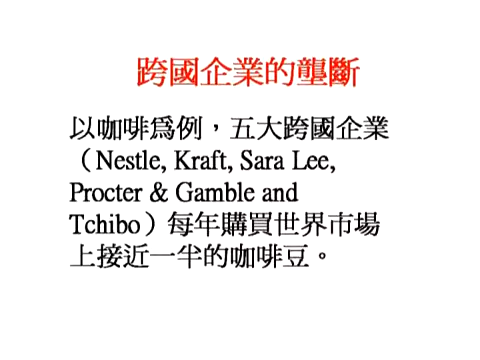 跨國企業的壟斷
以咖啡為例，五大跨國企業
（Nestle, Kraft, Sara Lee,
Procter & Gamble and
Tchibo）每年購買世界市場
上接近一半的咖啡豆。